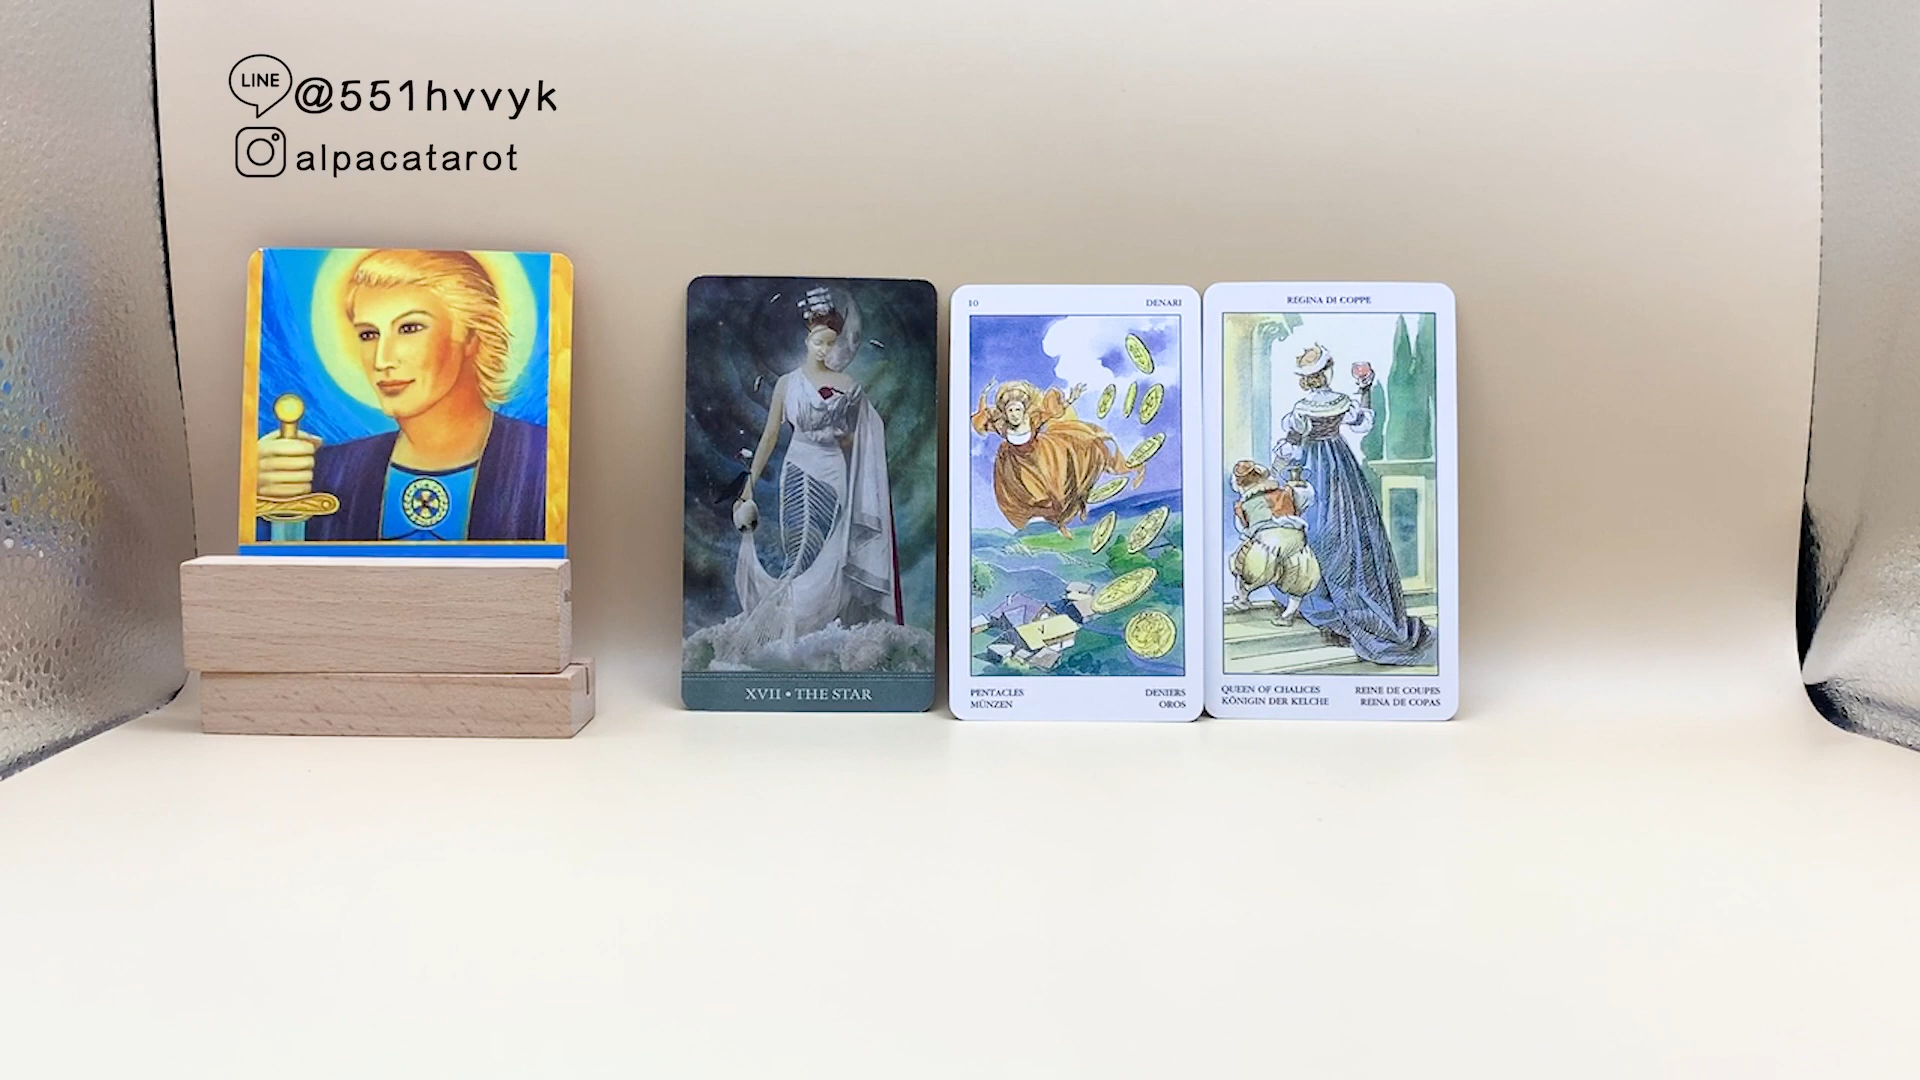 LINE @551hvvyk
alpacatarot
XVII • THE STAR
10 DENARI
PENTACLES DENIERS
MÜNZEN OROS
REGINA DI COPPE
QUEEN OF CHALICES REINE DE COUPES
KÖNIGIN DER KELCHE REINA DE COPAS